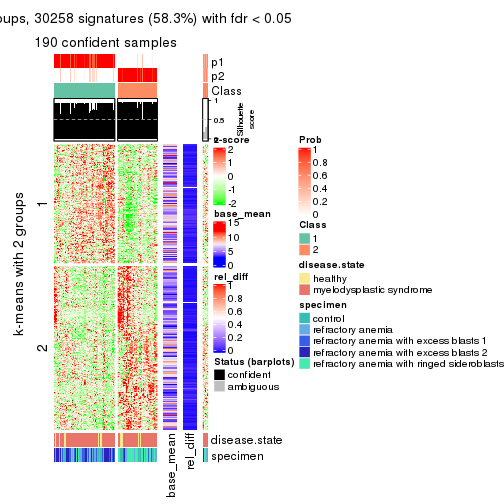 oups, 30258 signatures (58.3%) with fdr < 0.05
190 confident samples
p1
p2
Class
1
0.5
0
Silhouette
score
k-means with 2 groups
1
2
z-score
2
1
0
-1
-2
base_mean
15
10
5
0
rel_diff
1
0.8
0.6
0.4
0.2
0
Status (barplots)
confident
ambiguous
Prob
1
0.8
0.6
0.4
0.2
0
Class
1
2
disease.state
healthy
myelodysplastic syndrome
specimen
control
refractory anemia
refractory anemia with excess blasts 1
refractory anemia with excess blasts 2
refractory anemia with ringed sideroblasts
disease.state
specimen
base_mean
rel_diff